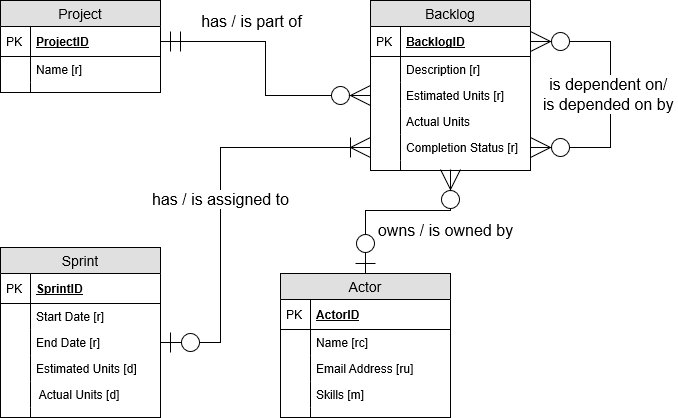 Project
PK ProjectID
Name [r]
has / is part of
Backlog
PK BacklogID
Description [r]
Estimated Units [r]
Actual Units
Completion Status [r]
is dependent on/
is depended on by
has / is assigned to
owns / is owned by
Sprint
PK SprintID
Start Date [r]
End Date [r]
Estimated Units [d]
Actual Units [d]
Actor
PK ActorID
Name [rc]
Email Address [ru]
Skills [m]